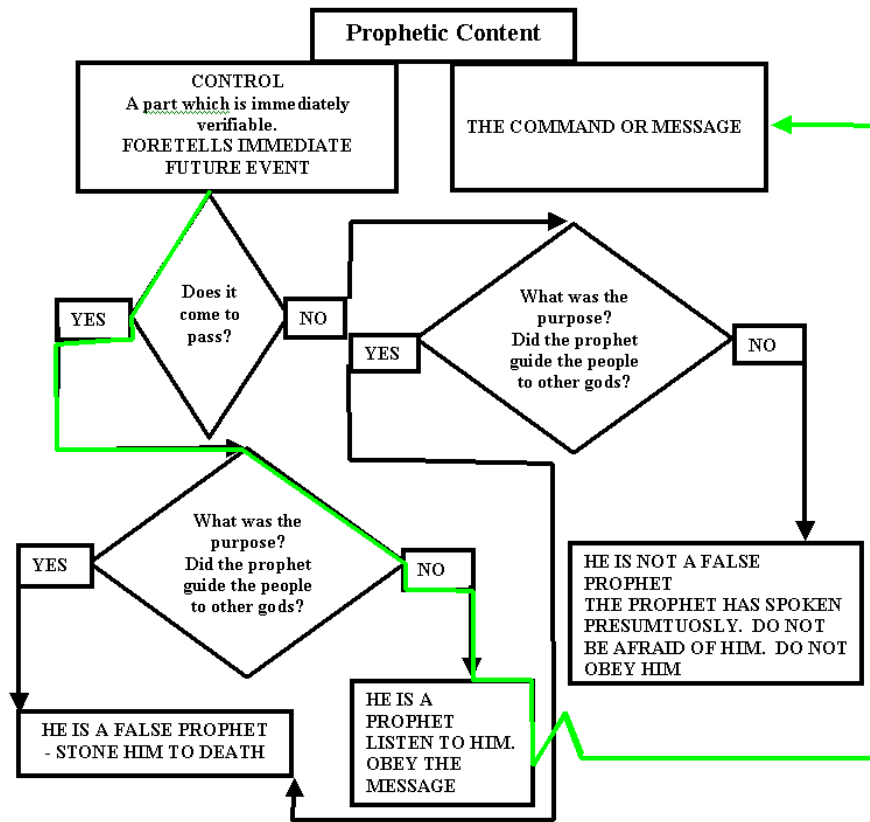 Prophetic Content
CONTROL
A part which is immediately
verifiable.
FORETELLS IMMEDIATE
FUTURE EVENT
THE COMMAND OR MESSAGE
Does it
come to
pass?
YES
NO
What was the
purpose?
Did the prophet
guide the people
to other gods?
YES
NO
What was the
purpose?
Did the prophet
guide the people
to other gods?
YES
NO
HE IS NOT A FALSE
PROPHET
THE PROPHET HAS SPOKEN
PRESUMTUOSLY.  DO NOT
BE AFRAID OF HIM.  DO NOT
OBEY HIM
HE IS A FALSE PROPHET
- STONE HIM TO DEATH
HE IS A
PROPHET
LISTEN TO HIM.
OBEY THE
MESSAGE